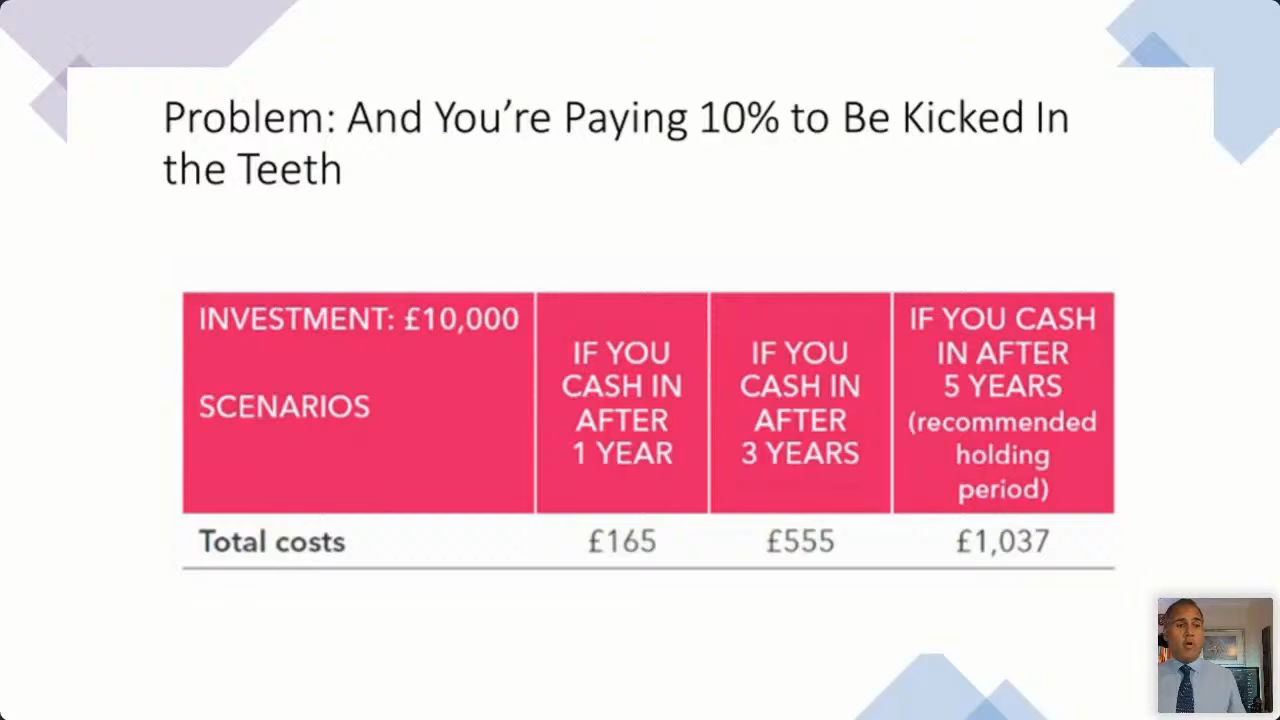 Problem: And You’re Paying 10% to Be Kicked In
the Teeth
INVESTMENT: £10,000
SCENARIOS
IF YOU
CASH IN
AFTER
1 YEAR
IF YOU
CASH IN
AFTER
3 YEARS
IF YOU CASH
IN AFTER
5 YEARS
(recommended
holding
period)
Total costs
£165
£555
£1,037